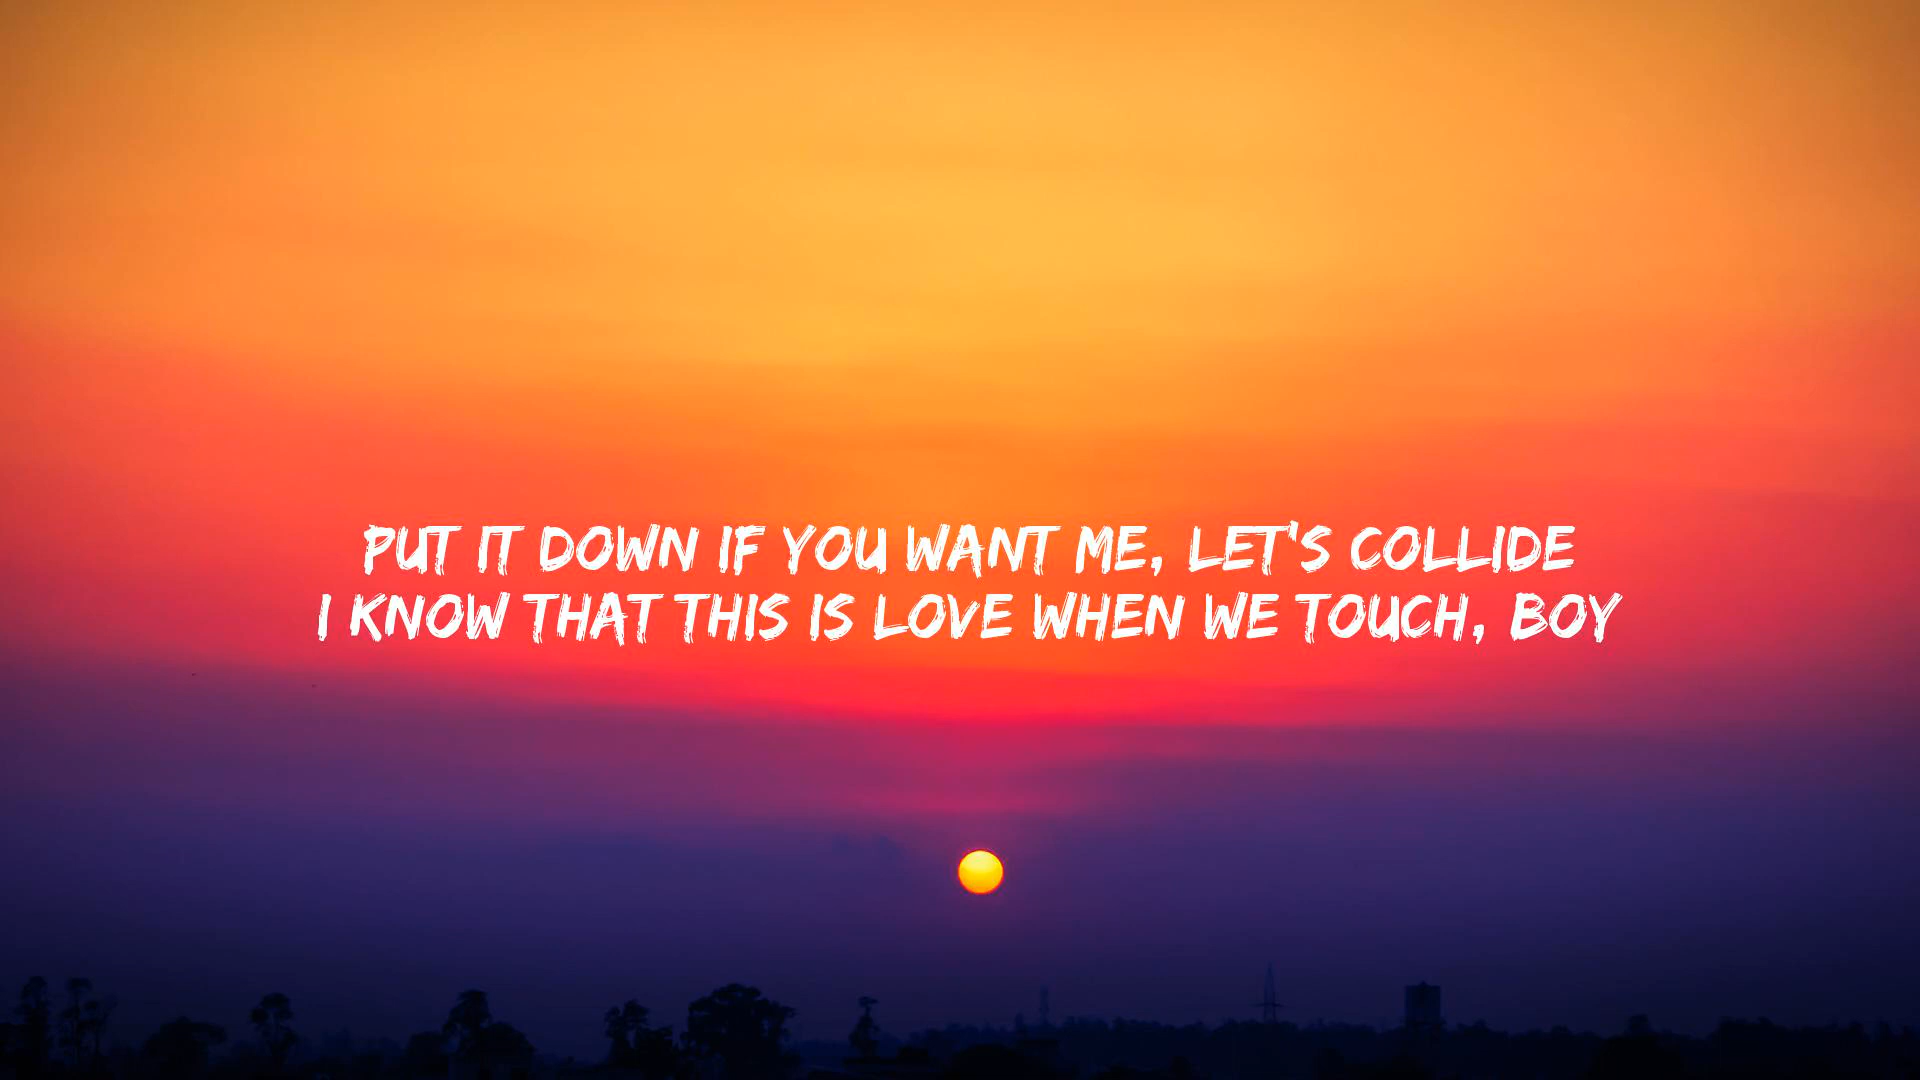 PUT IT DOWN IF YOU WANT ME, LET'S COLLIDE
I KNOW THAT THIS IS LOVE WHEN WE TOUCH, BOY